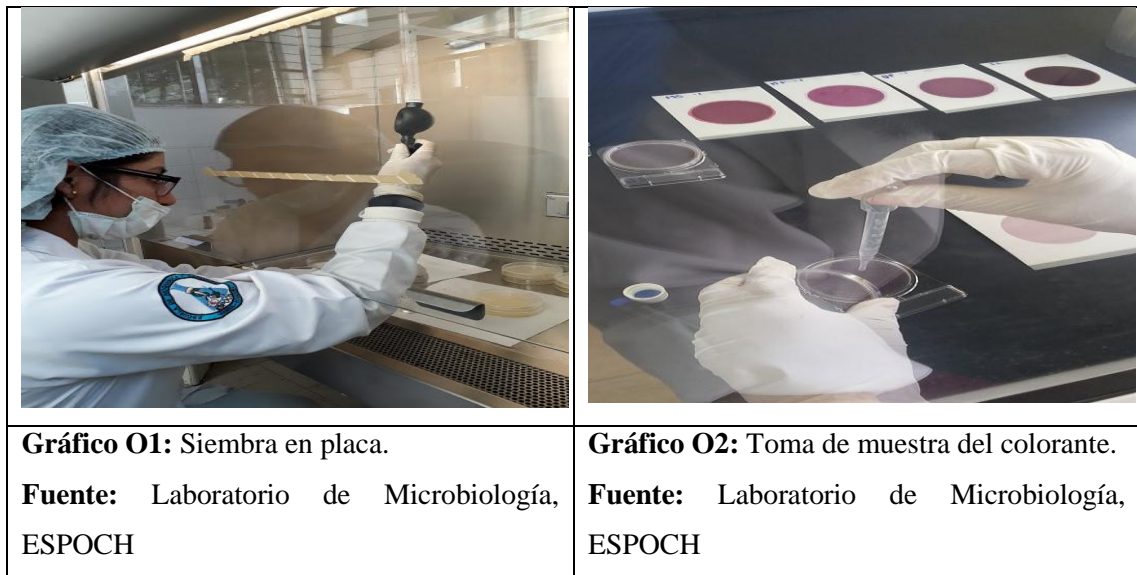 Gráfico O1: Siembra en placa.
Fuente: Laboratorio de Microbiología,
ESPOCH
Gráfico O2: Toma de muestra del colorante.
Fuente: Laboratorio de Microbiología,
ESPOCH